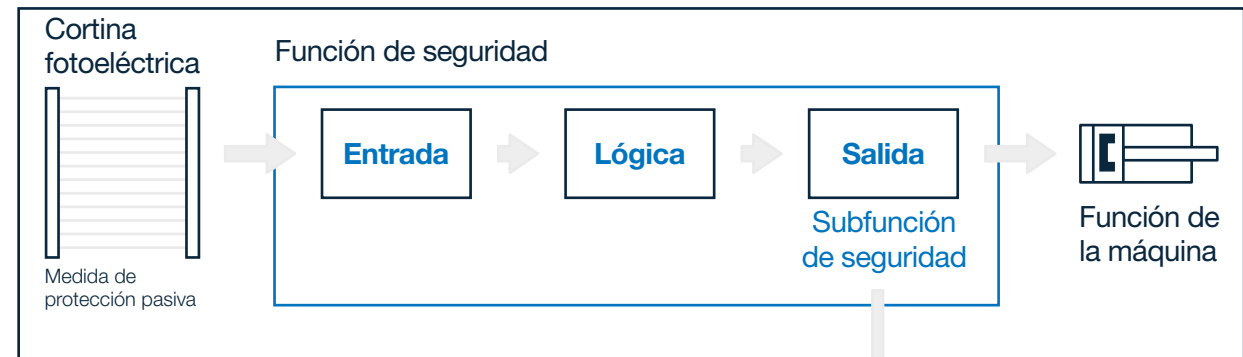 Cortina
fotoeléctrica
Función de seguridad
Entrada
Lógica
Salida
Subfunción
de seguridad
Función de
la máquina
Medida de
protección pasiva